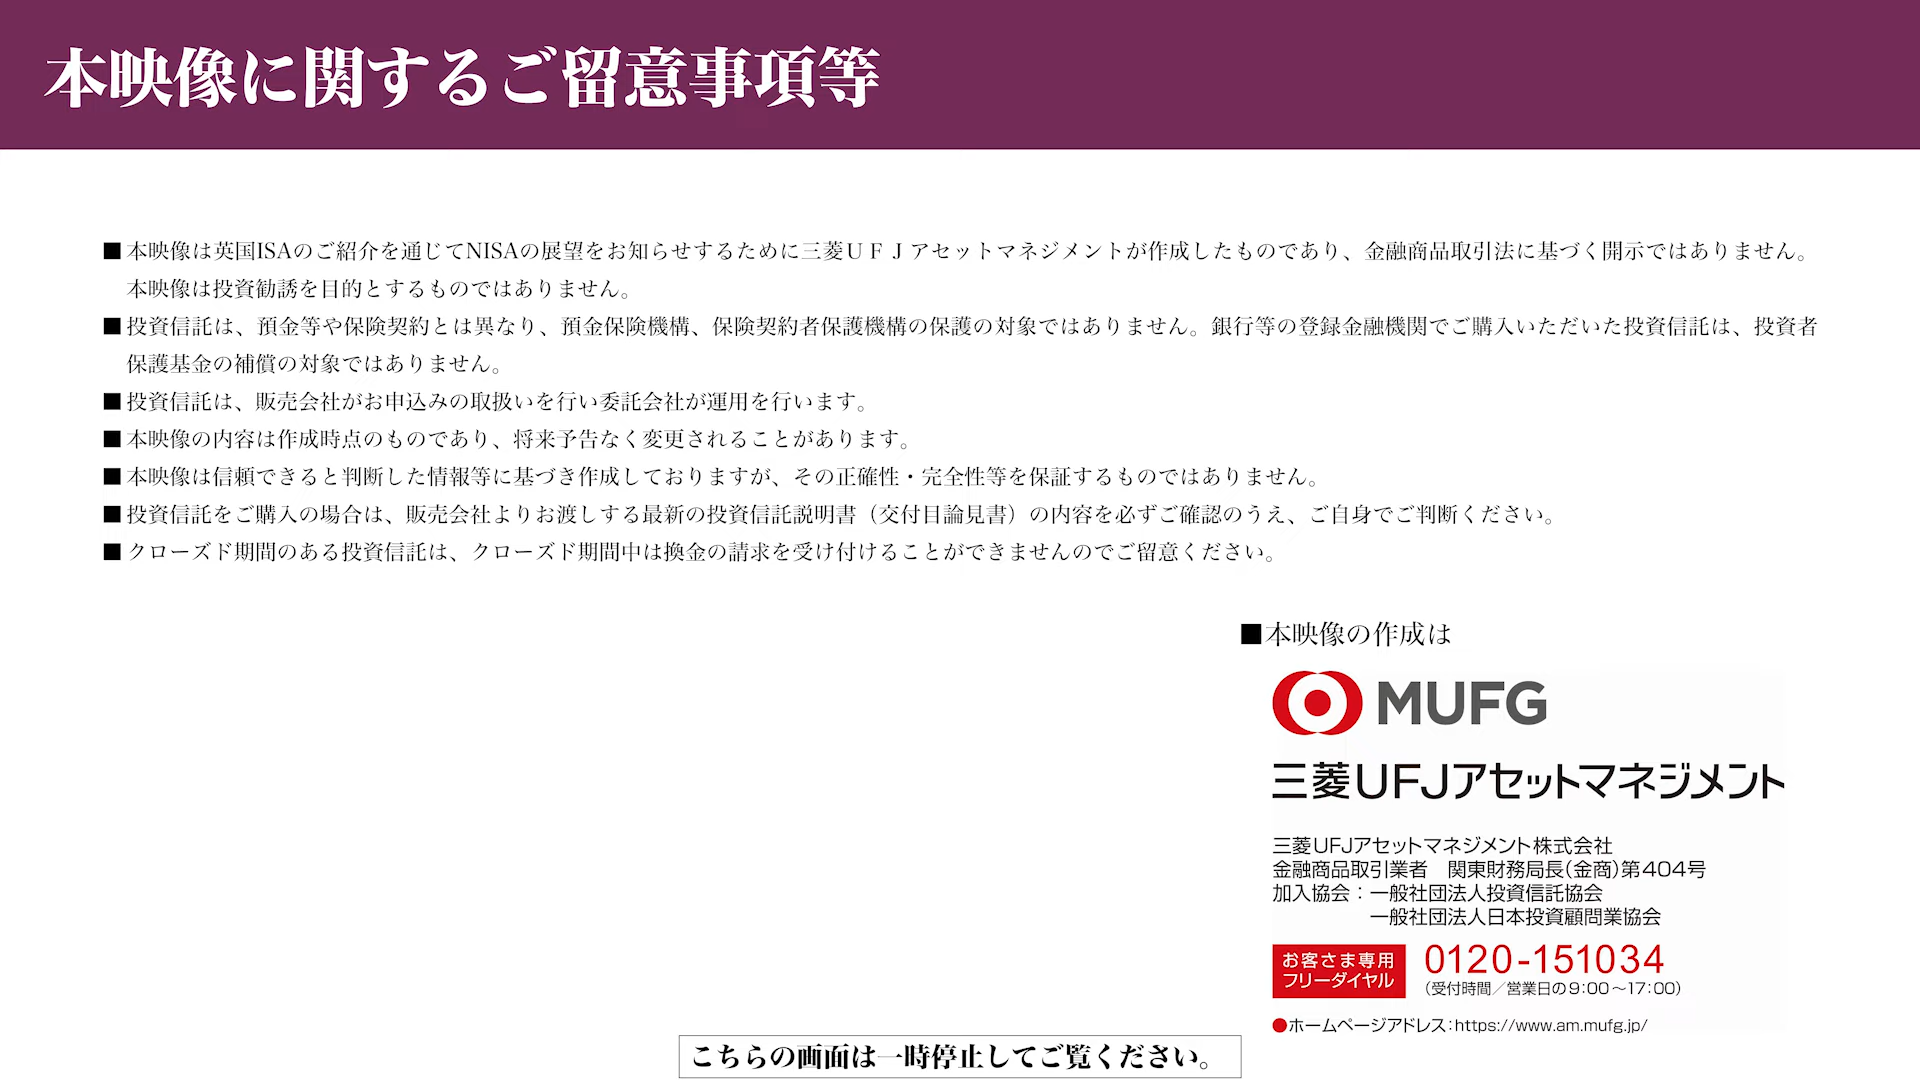 本映像に関するご留意事項等
■本映像は英国ISAのご紹介を通じてNISAの展望をお知らせするために三菱ＵＦＪアセットマネジメントが作成したものであり、金融商品取引法に基づく開示ではありません。
本映像は投資勧誘を目的とするものではありません。
■投資信託は、預金等や保険契約とは異なり、預金保険機構、保険契約者保護機構の保護の対象ではありません。銀行等の登録金融機関でご購入いただいた投資信託は、投資者
保護基金の補償の対象ではありません。
■投資信託は、販売会社がお申込みの取扱いを行い委託会社が運用を行います。
■本映像の内容は作成時点のものであり、将来予告なく変更されることがあります。
■本映像は信頼できると判断した情報等に基づき作成しておりますが、その正確性・完全性等を保証するものではありません。
■投資信託をご購入の場合は、販売会社よりお渡しする最新の投資信託説明書（交付目論見書）の内容を必ずご確認のうえ、ご自身でご判断ください。
■クローズド期間のある投資信託は、クローズド期間中は換金の請求を受け付けることができませんのでご留意ください。
■本映像の作成は
MUFG
三菱UFJアセットマネジメント
三菱UFJアセットマネジメント株式会社
金融商品取引業者　関東財務局長(金商)第404号
加入協会：一般社団法人投資信託協会
一般社団法人日本投資顧問業協会
お客さま専用
フリーダイヤル
0120-151034
（受付時間／営業日の9:00～17:00）
●ホームページアドレス:https://www.am.mufg.jp/
こちらの画面は一時停止してご覧ください。